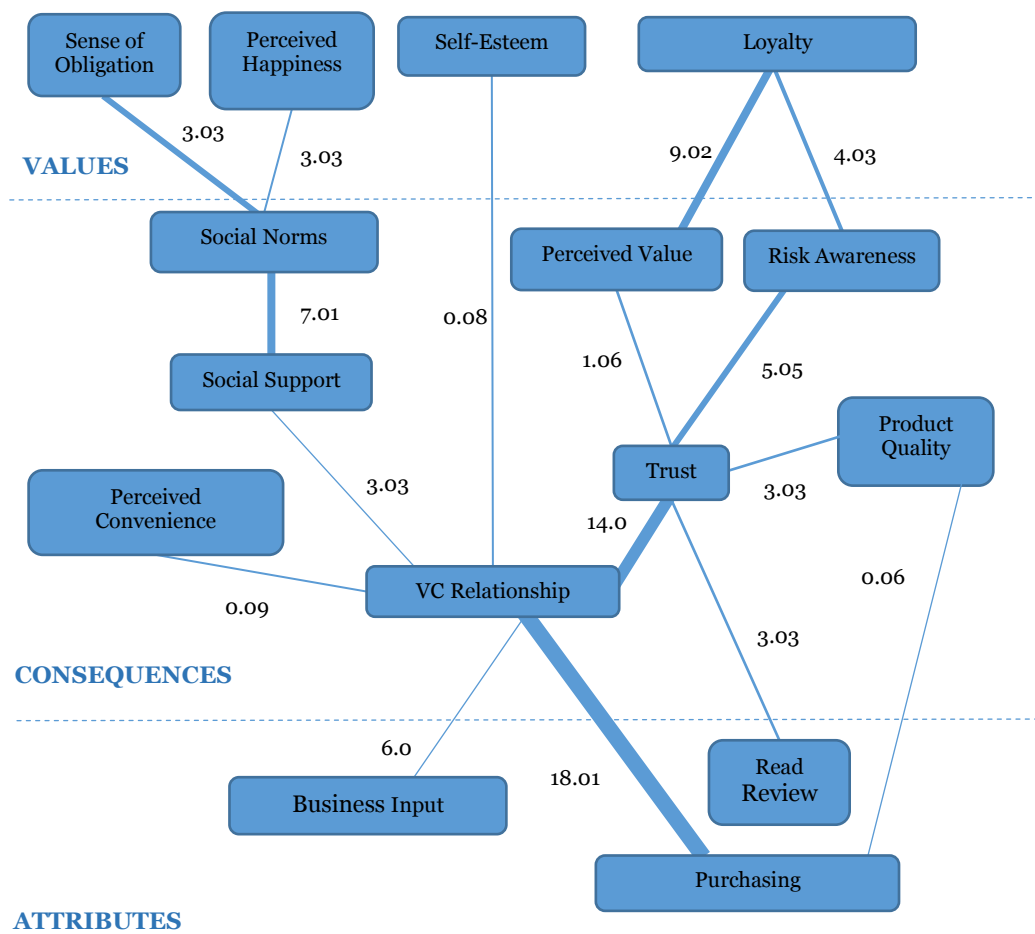 Sense of
Obligation
Perceived
Happiness
Self-Esteem
Loyalty
3.03
3.03
9.02
4.03
VALUES
Social Norms
Perceived Value
Risk Awareness
7.01
0.08
1.06
5.05
Social Support
Product
Quality
Trust
3.03
3.03
Perceived
Convenience
14.0
0.06
VC Relationship
0.09
3.03
CONSEQUENCES
6.0
18.01
Read
Review
Business Input
Purchasing
ATTRIBUTES